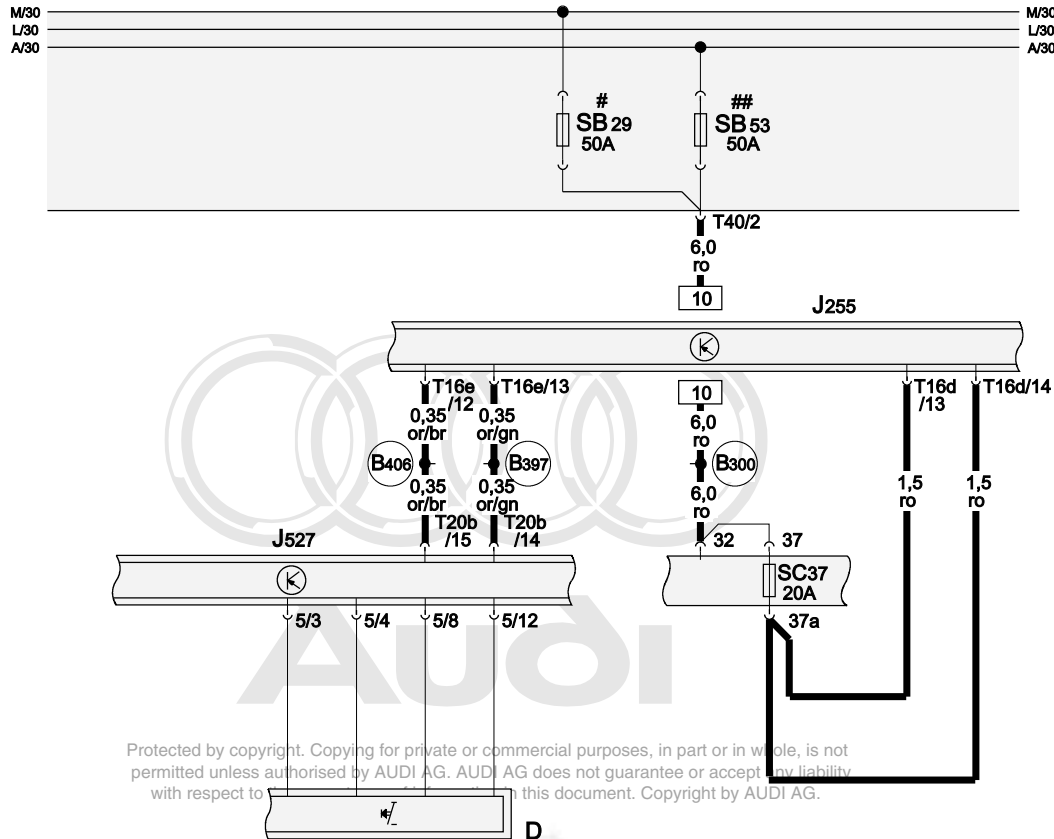 M/30 M/30
L/30 L/30
A/30 A/30
# ##
SB29 SB53
50A 50A
T40/2
6,0
ro
10
J255
T16e/12 T16e/13 10 T16d/13 T16d/14
0,35 0,35 6,0
or/br or/gn ro
B406 B397 B300
0,35 0,35 6,0 1,5 1,5
or/br or/gn ro ro ro
T20b/15 T20b/14
J527 32 37
SC37
20A
5/3 5/4 5/8 5/12 37a
Audi
Protected by copyright. Copying for private or commercial purposes, in part or in whole, is not
permitted unless authorised by AUDI AG. AUDI AG does not guarantee or accept any liability
with respect to this document. Copyright by AUDI AG.
D